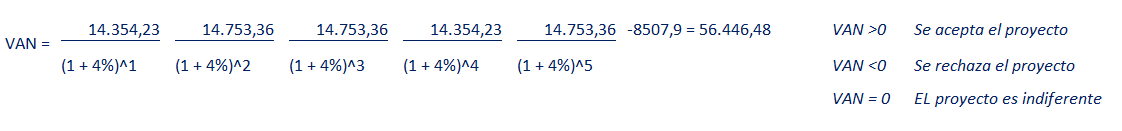 14.354,23 14.753,36 14.753,36 14.354,23 14.753,36 -8507,9 = 56.446,48 VAN >0 Se acepta el proyecto
VAN =
(1 + 4%)^1 (1 + 4%)^2 (1 + 4%)^3 (1 + 4%)^4 (1 + 4%)^5 VAN <0 Se rechaza el proyecto
VAN = 0 EL proyecto es indiferente